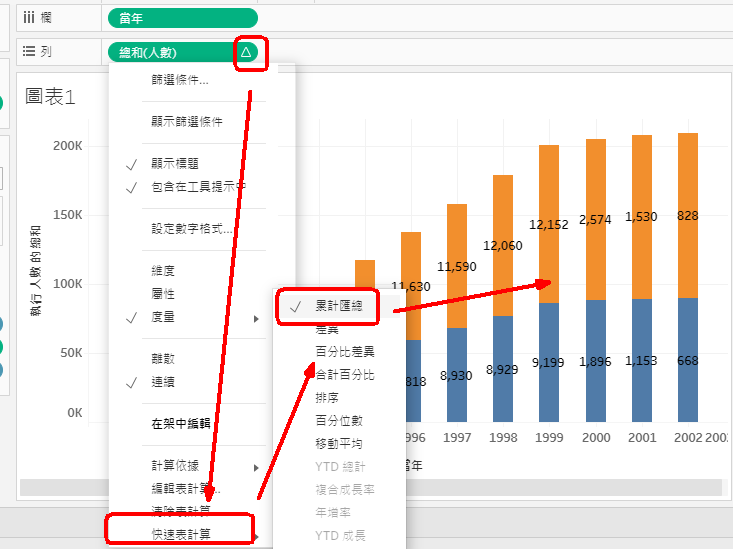 欄
當年
列
總和(人數)
篩選條件...
顯示篩選條件
顯示標題
包含在工具提示中
設定數字格式...
維度
屬性
度量
離散
連續
在架中編輯
計算依據
編輯表計算...
清除表計算
快速表計算
累計匯總
差異
百分比差異
合計百分比
排序
百分位數
移動平均
YTD 總計
複合成長率
年增率
YTD 成長
圖表1
執行 人數 的 總和
200K
150K
100K
50K
0K
11,630
11,590
12,060
12,152
2,574
1,530
828
818
8,930
8,929
9,199
1,896
1,153
668
996
1997
1998
1999
2000
2001
2002
2002
當年